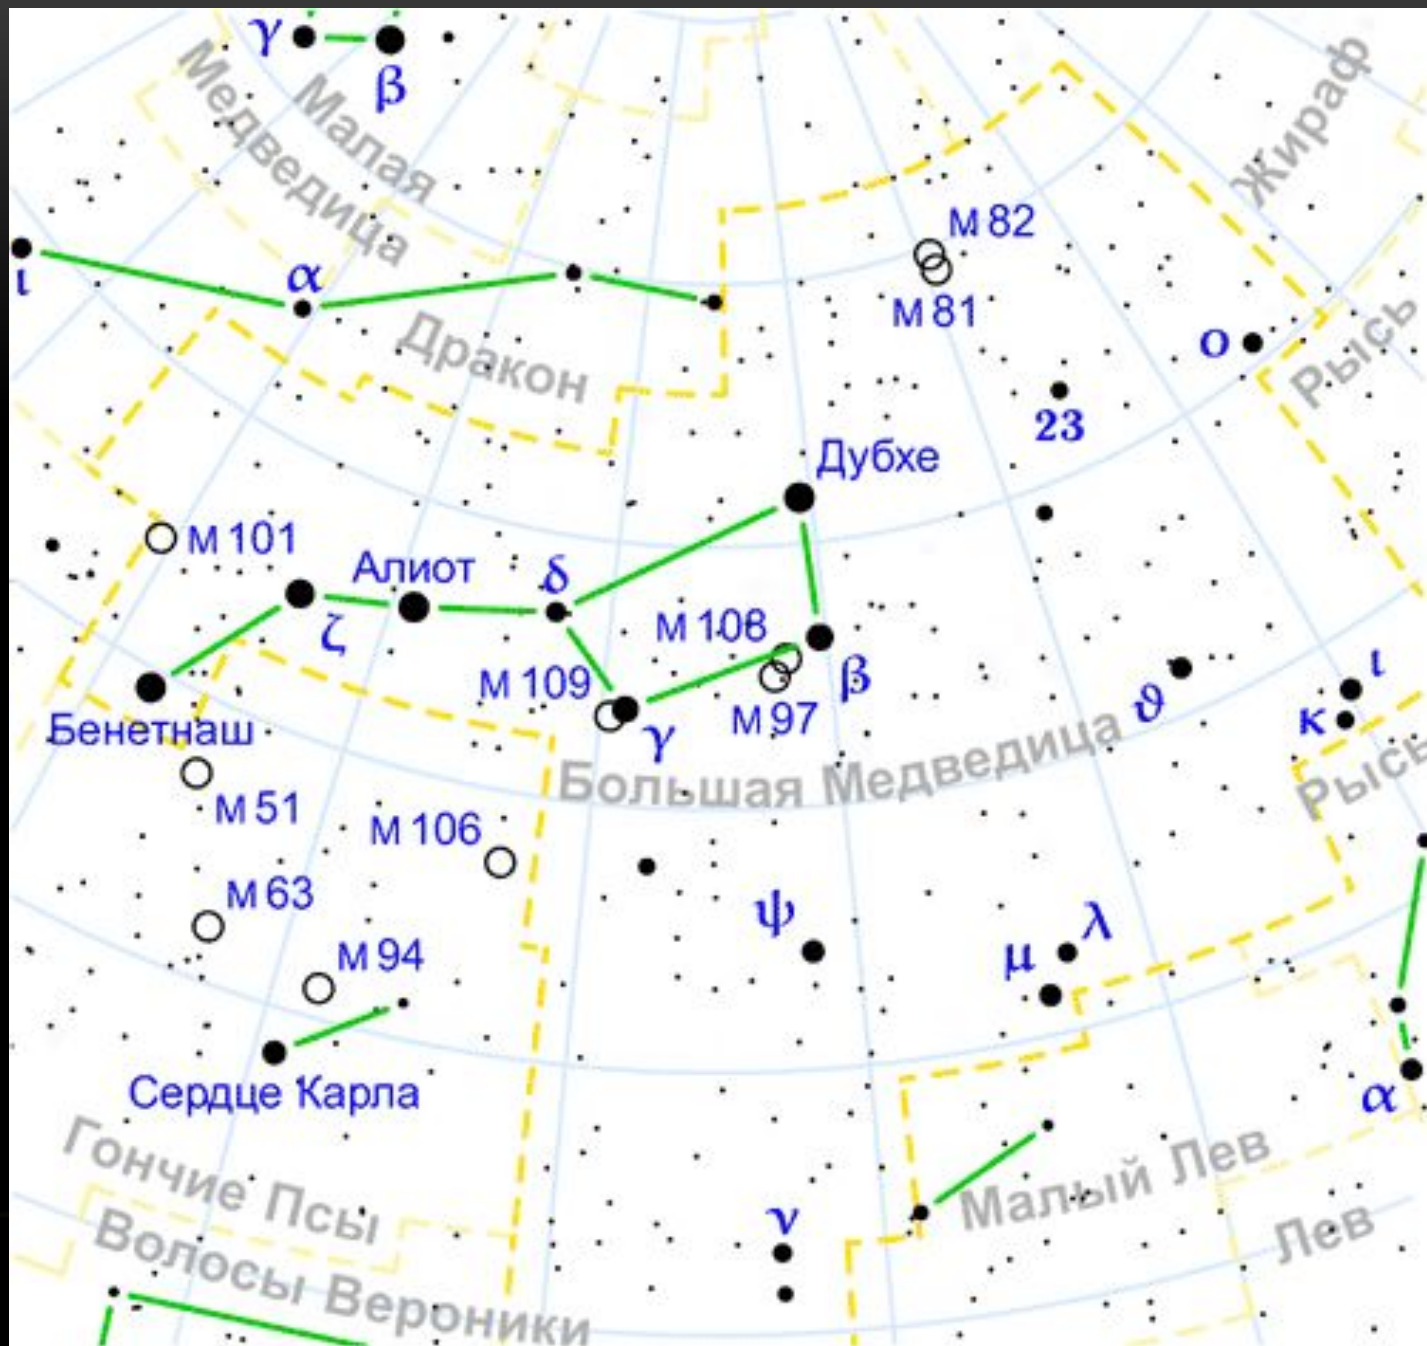 γ
β
Малая
Медведица
Жираф
M 82
M 81
ι
α
Дракон
ο
Рысь
23
Дубхе
M 101
Алиот
δ
ζ
M 108
M 109
β
Бенетнаш
γ
M 97
ϑ
ι
κ
Большая Медведица
Рысь
M 51
M 106
M 63
ψ
λ
μ
M 94
Сердце Карла
α
Гончие Псы
Малый Лев
ν
Лев
Волосы Вероники